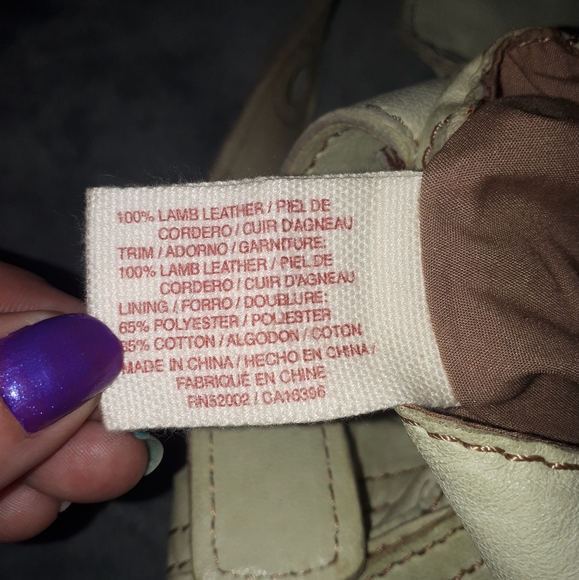 100% LAMB LEATHER / PIEL DE
CORDERO / CUIR D'AGNEAU
TRIM / ADORNO / GARNITURE:
100% LAMB LEATHER / PIEL DE
CORDERO / CUIR D'AGNEAU
LINING / FORRO / DOUBLURE:
65% POLYESTER / POLIESTER
35% COTTON / ALGODON / COTON
MADE IN CHINA / HECHO EN CHINA /
FABRIQUÉ EN CHINE
RN52002 / CA16396